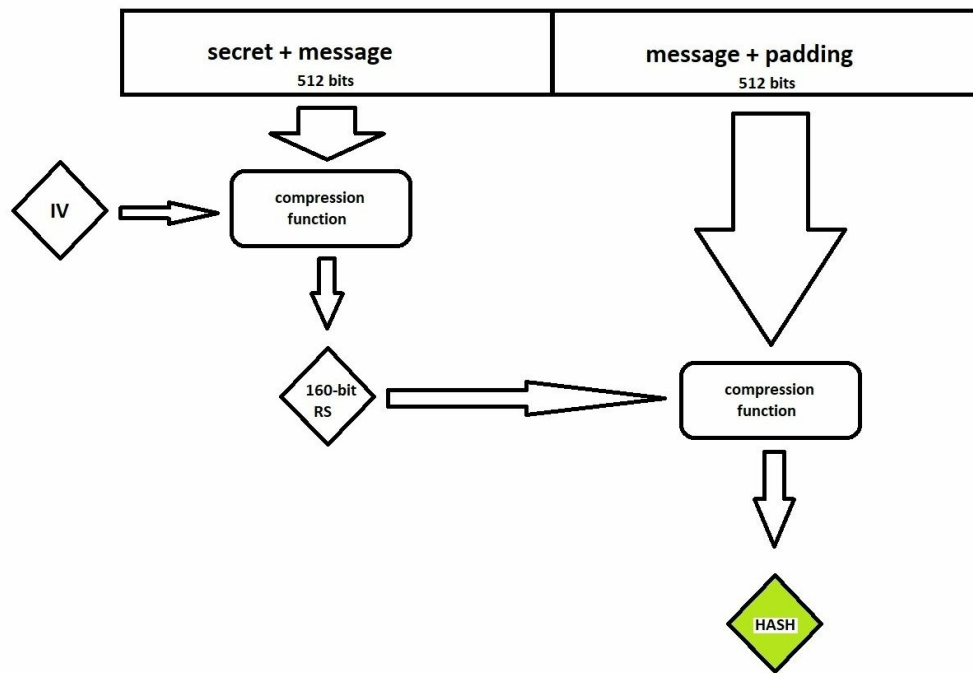 secret + message
512 bits
message + padding
512 bits
IV
compression
function
160-bit
RS
compression
function
HASH